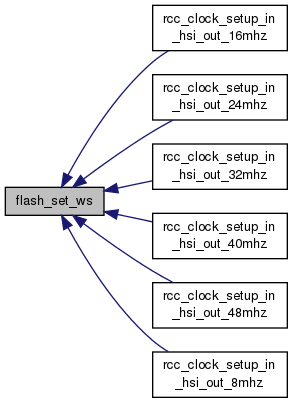 rcc_clock_setup_in
_hsi_out_16mhz
rcc_clock_setup_in
_hsi_out_24mhz
rcc_clock_setup_in
_hsi_out_32mhz
flash_set_ws
rcc_clock_setup_in
_hsi_out_40mhz
rcc_clock_setup_in
_hsi_out_48mhz
rcc_clock_setup_in
_hsi_out_8mhz